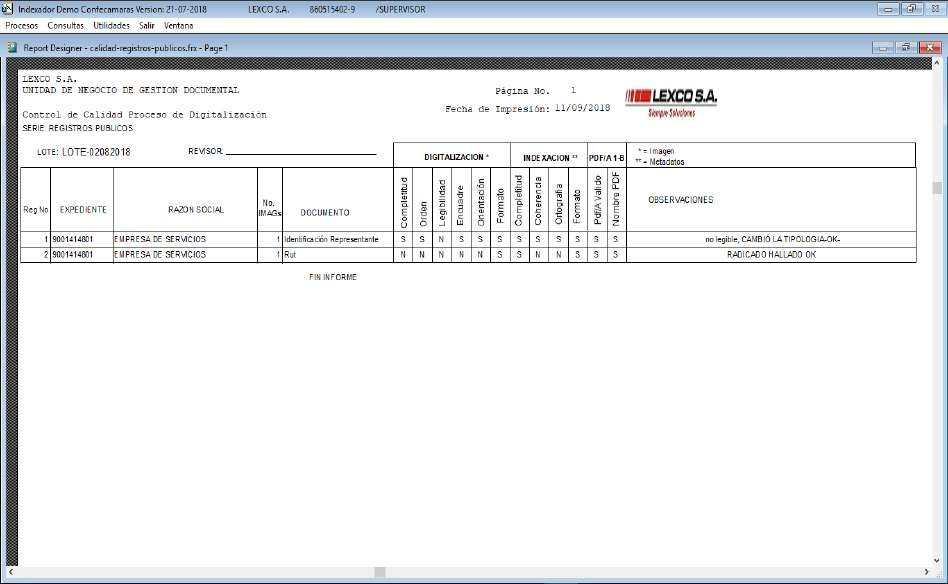 Indexador Demo Confecamaras Version: 21-07-2018 LEXCO S.A. 860515402-9 /SUPERVISOR
Procesos Consultas Utilidades Salir Ventana
Report Designer - calidad-registros-publicos.frx - Page 1
LEXCO S.A.
UNIDAD DE NEGOCIO DE GESTION DOCUMENTAL
Página No. 1
LEXCO S.A.
Siempre Soluciones
Fecha de Impresión: 11/09/2018
Control de Calidad Proceso de Digitalización
SERIE: REGISTROS PUBLICOS
LOTE: LOTE-02082018 REVISOR:
DIGITALIZACION * INDEXACION ** PDF/A 1-B
* = Imagen
** = Metadatos
Reg No. EXPEDIENTE RAZON SOCIAL No. IMAGs DOCUMENTO Completitud Orden Legibilidad Encuadre Orientación Formato Completitud Coherencia Ortografia Formato Pdf/A Valido Nombre PDF OBSERVACIONES
1 9001414801 EMPRESA DE SERVICIOS 1 Identificación Representante S S N S S S S S S S S S no legible, CAMBIÓ LA TIPOLOGIA-OK-
2 9001414801 EMPRESA DE SERVICIOS 1 Rut N N N N N S S N N S S S RADICADO HALLADO OK
FIN INFORME